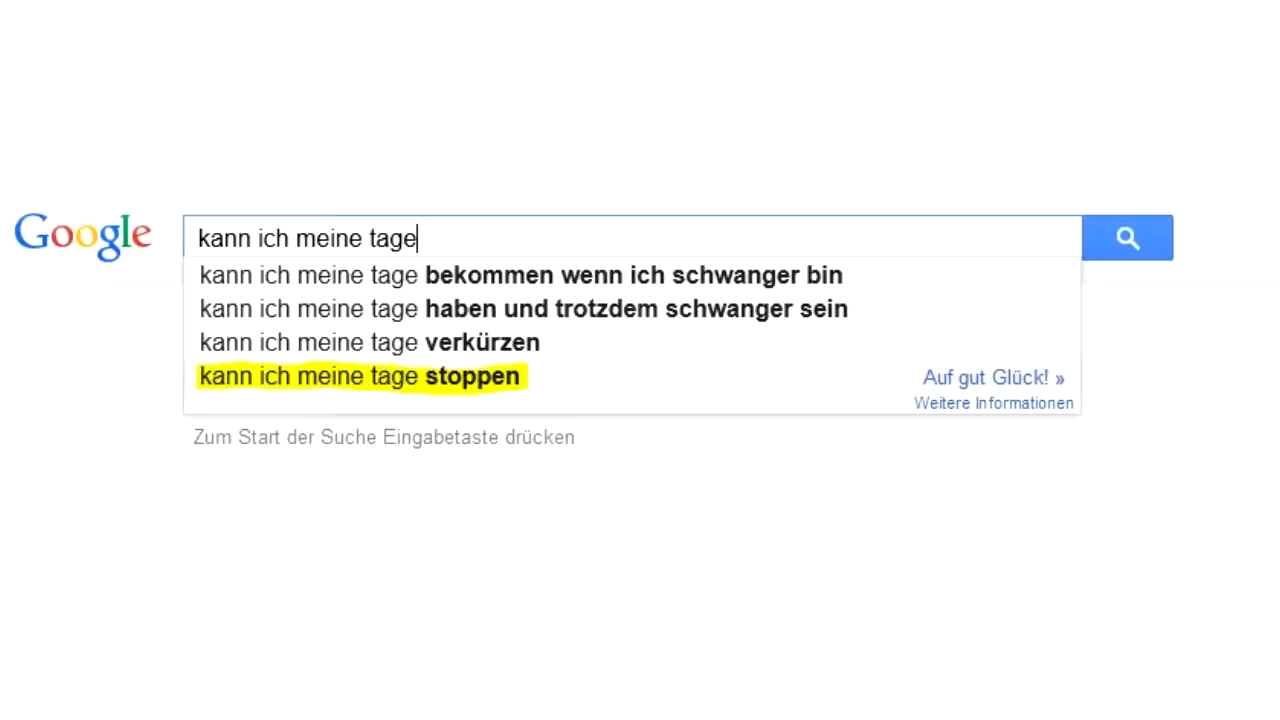 Google
kann ich meine tage
kann ich meine tage bekommen wenn ich schwanger bin
kann ich meine tage haben und trotzdem schwanger sein
kann ich meine tage verkürzen
kann ich meine tage stoppen
Auf gut Glück! »
Weitere Informationen
Zum Start der Suche Eingabetaste drücken